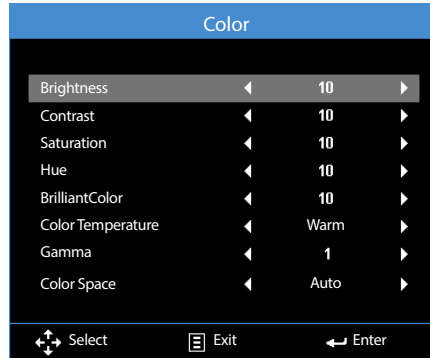 Color
Brightness 10
Contrast 10
Saturation 10
Hue 10
BrilliantColor 10
Color Temperature Warm
Gamma 1
Color Space Auto
Select Exit Enter